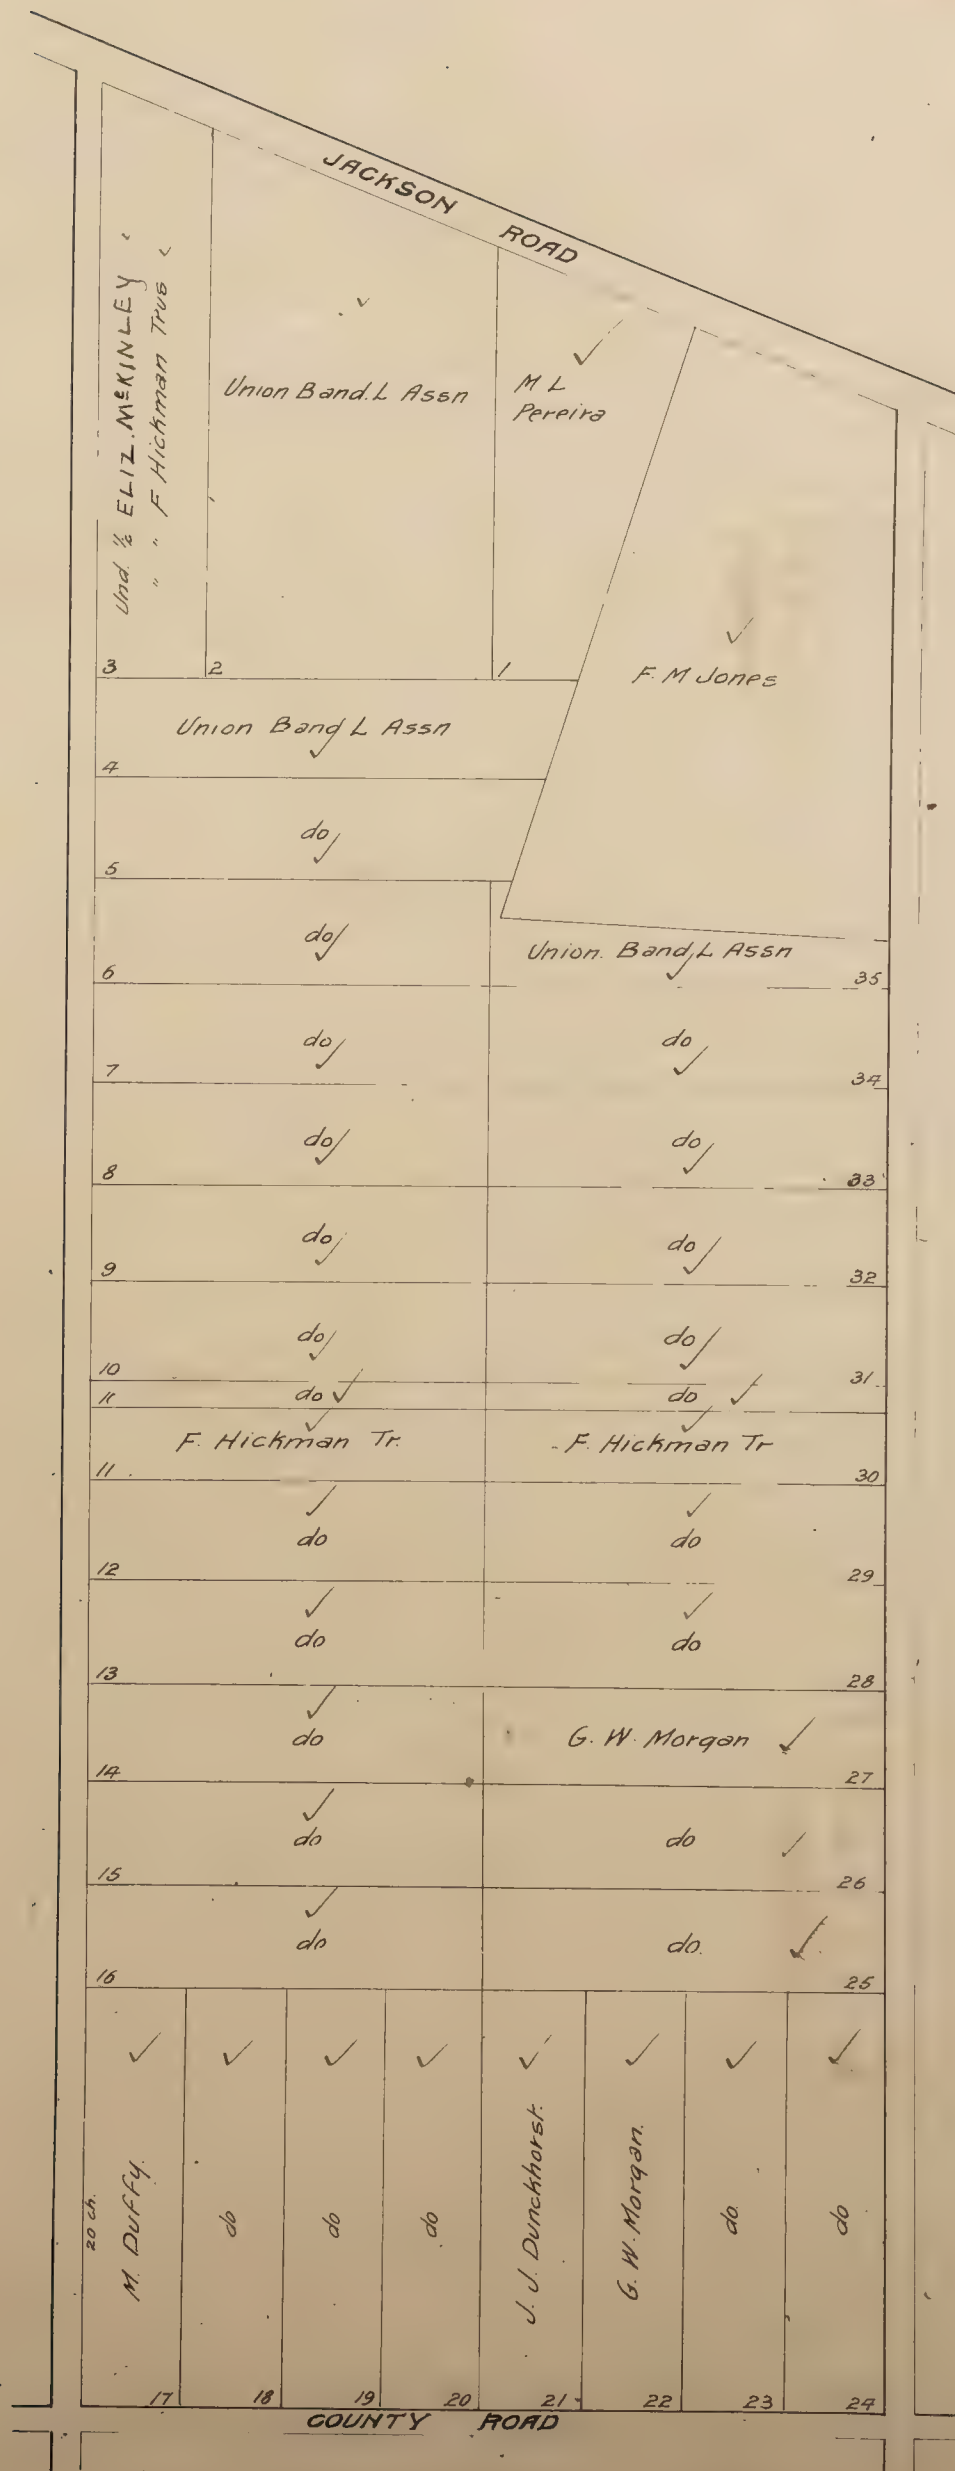 JACKSON ROAD
Und. ½ ELIZ. McKINLEY
" " F Hickman Trus
Union Band. L Assn
M L
Pereira
F. M Jones
3
2
1
Union Band L Assn
4
do
5
do
6
Union. Band L Assn
35
do
7
do
34
do
8
do
33
do
9
do
32
do
10
do
31
do
11
do
F. Hickman Tr.
11
F. Hickman Tr
30
do
12
do
29
do
13
do
28
do
14
G. W. Morgan
27
do
15
do
26
do
16
do.
25
20 ch.
M. Duffy.
do
do
do
J. J. Dunckhorst.
G. W. Morgan.
do.
do
17
18
19
20
21
22
23
24
COUNTY ROAD